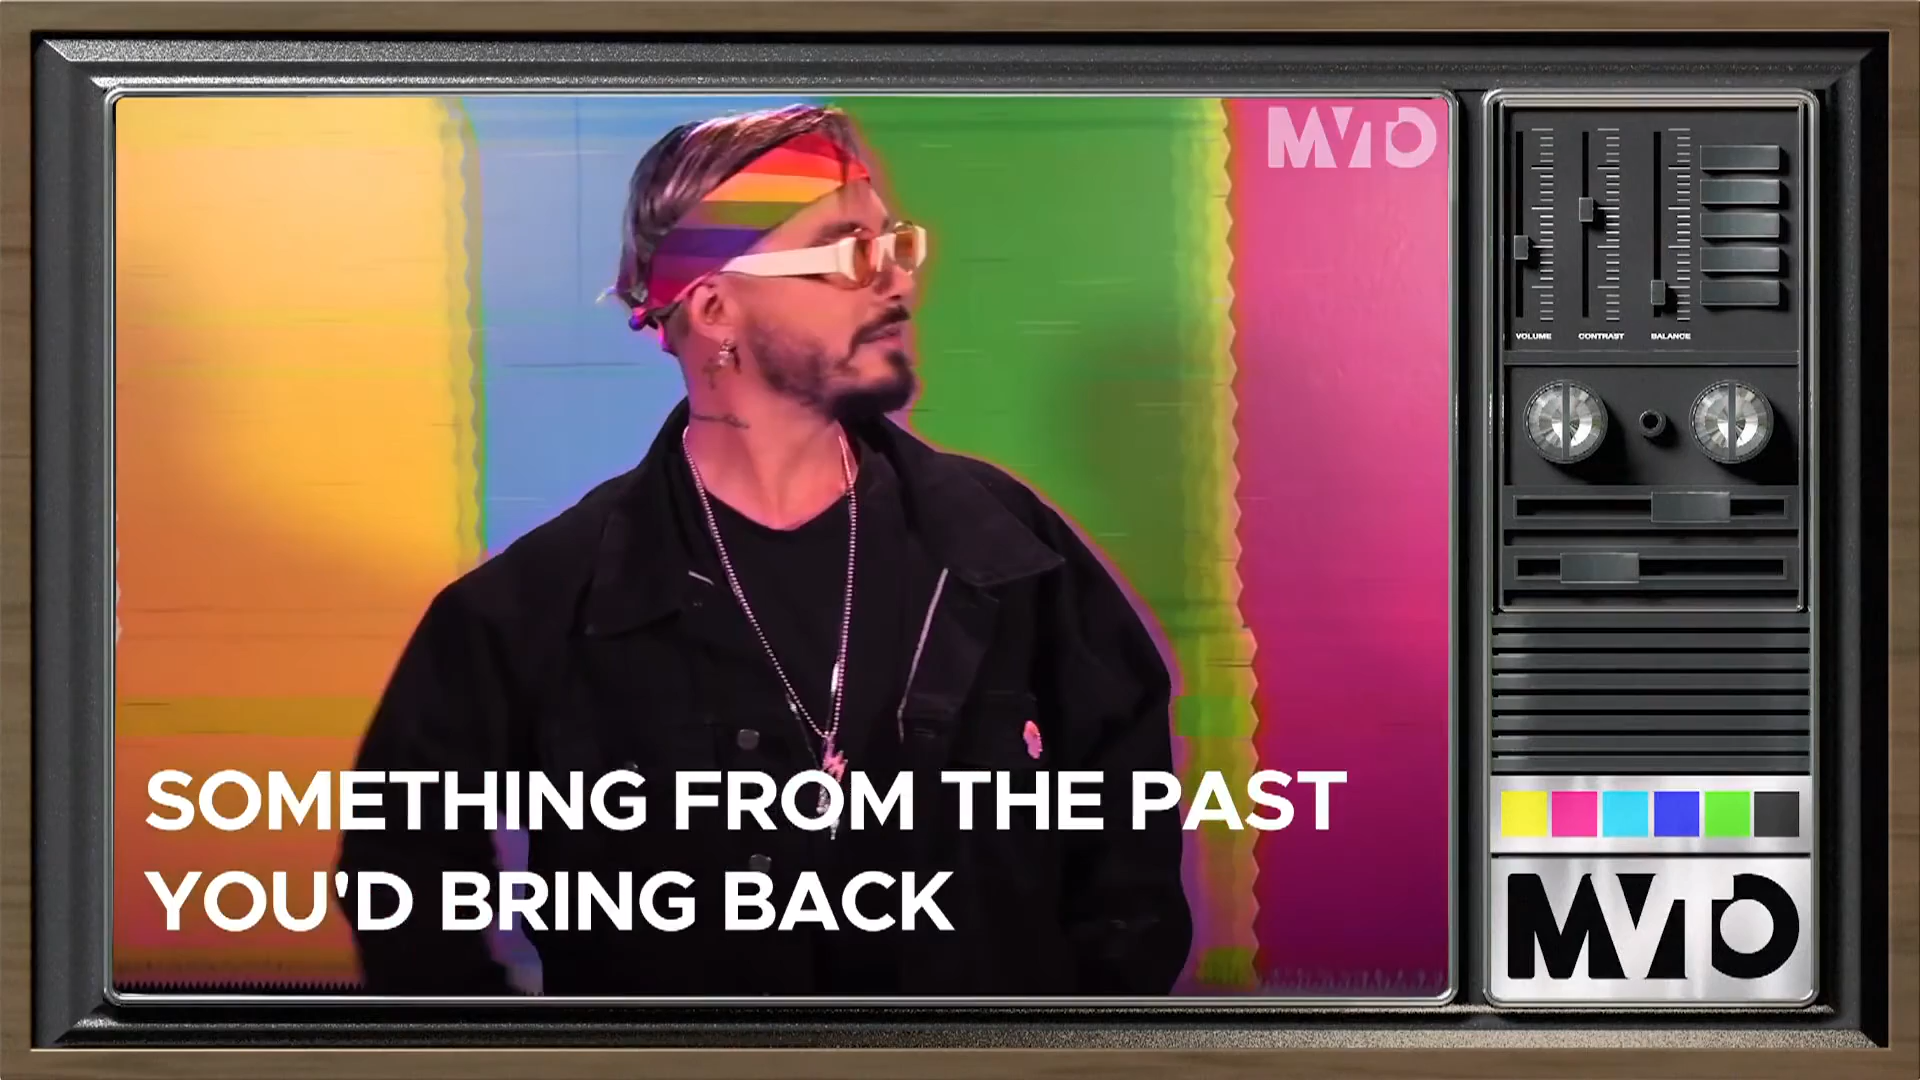 MVTO
VOLUME CONTRAST BALANCE
SOMETHING FROM THE PAST
YOU'D BRING BACK
MVTO